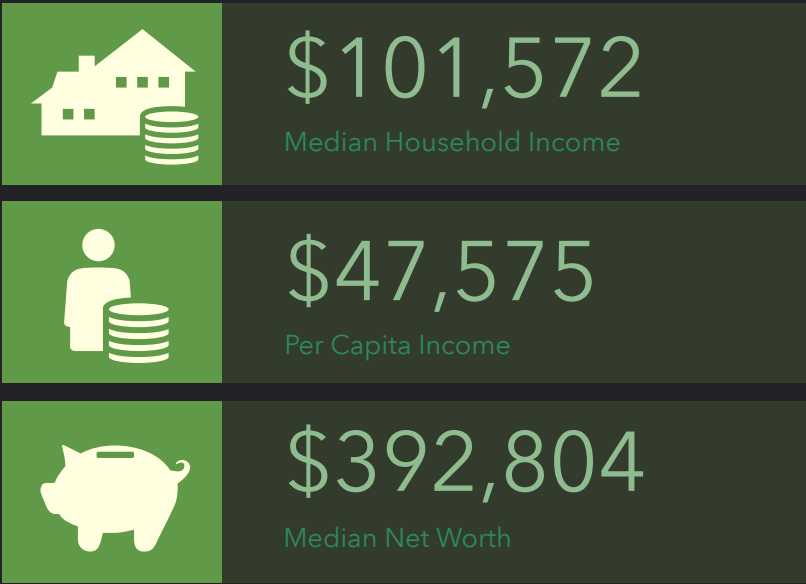 $101,572
Median Household Income
$47,575
Per Capita Income
$392,804
Median Net Worth